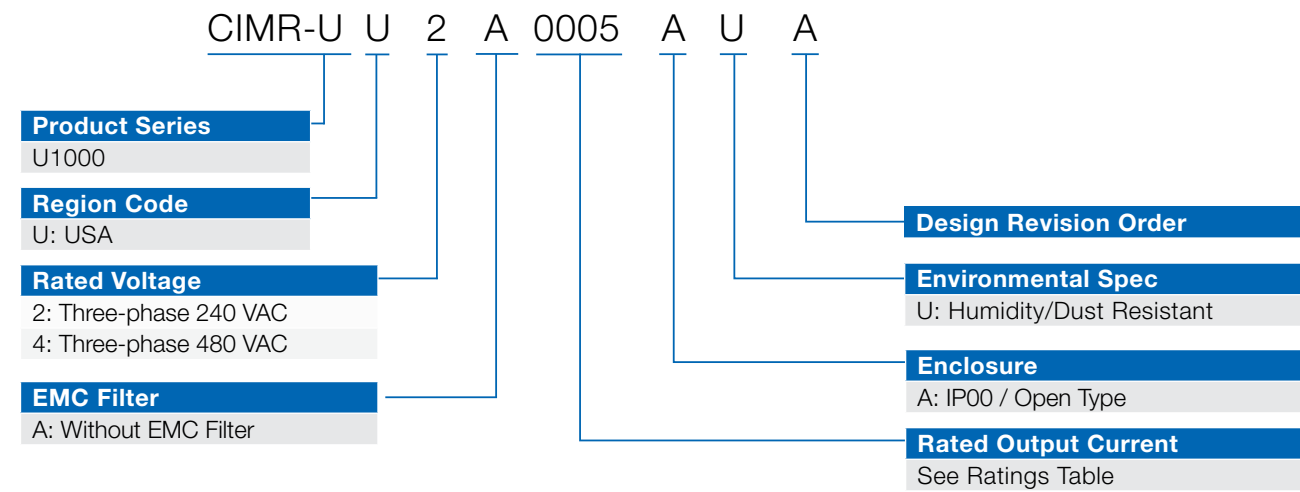 CIMR-U U 2 A 0005 A U A
Product Series
U1000
Region Code
U: USA
Rated Voltage
2: Three-phase 240 VAC
4: Three-phase 480 VAC
EMC Filter
A: Without EMC Filter
Design Revision Order
Environmental Spec
U: Humidity/Dust Resistant
Enclosure
A: IP00 / Open Type
Rated Output Current
See Ratings Table